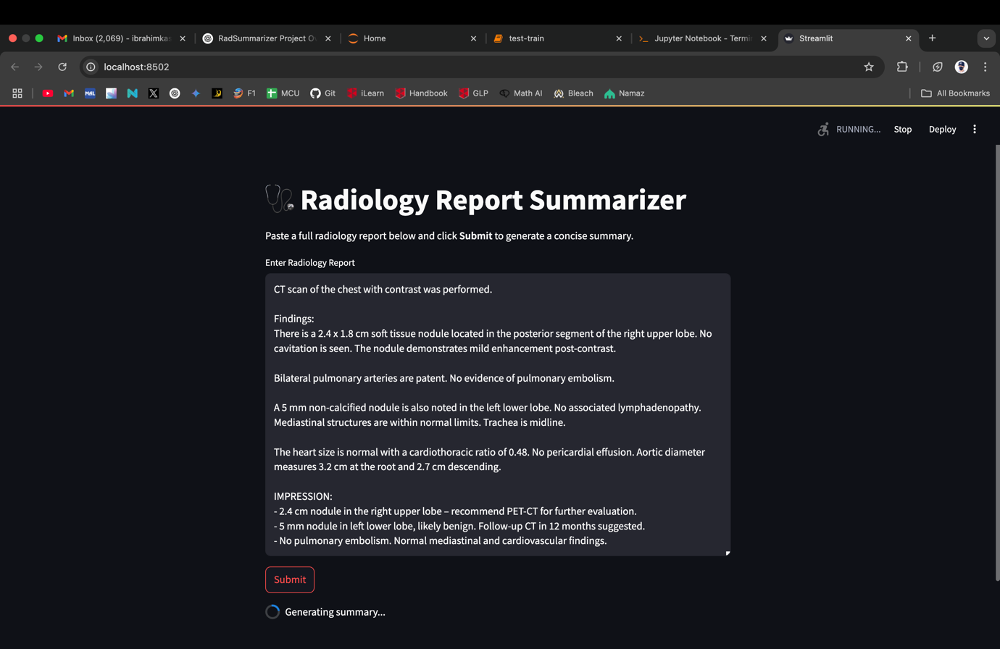 Inbox (2,069) - ibrahimkas
RadSummarizer Project Ov
Home
test-train
Jupyter Notebook - Termi
Streamlit
localhost:8502
MAL
F1
MCU
Git
iLearn
Handbook
GLP
Math AI
Bleach
Namaz
All Bookmarks
RUNNING...
Stop
Deploy
Radiology Report Summarizer
Paste a full radiology report below and click Submit to generate a concise summary.
Enter Radiology Report
CT scan of the chest with contrast was performed.
Findings:
There is a 2.4 x 1.8 cm soft tissue nodule located in the posterior segment of the right upper lobe. No
cavitation is seen. The nodule demonstrates mild enhancement post-contrast.
Bilateral pulmonary arteries are patent. No evidence of pulmonary embolism.
A 5 mm non-calcified nodule is also noted in the left lower lobe. No associated lymphadenopathy.
Mediastinal structures are within normal limits. Trachea is midline.
The heart size is normal with a cardiothoracic ratio of 0.48. No pericardial effusion. Aortic diameter
measures 3.2 cm at the root and 2.7 cm descending.
IMPRESSION:
- 2.4 cm nodule in the right upper lobe – recommend PET-CT for further evaluation.
- 5 mm nodule in left lower lobe, likely benign. Follow-up CT in 12 months suggested.
- No pulmonary embolism. Normal mediastinal and cardiovascular findings.
Submit
Generating summary...